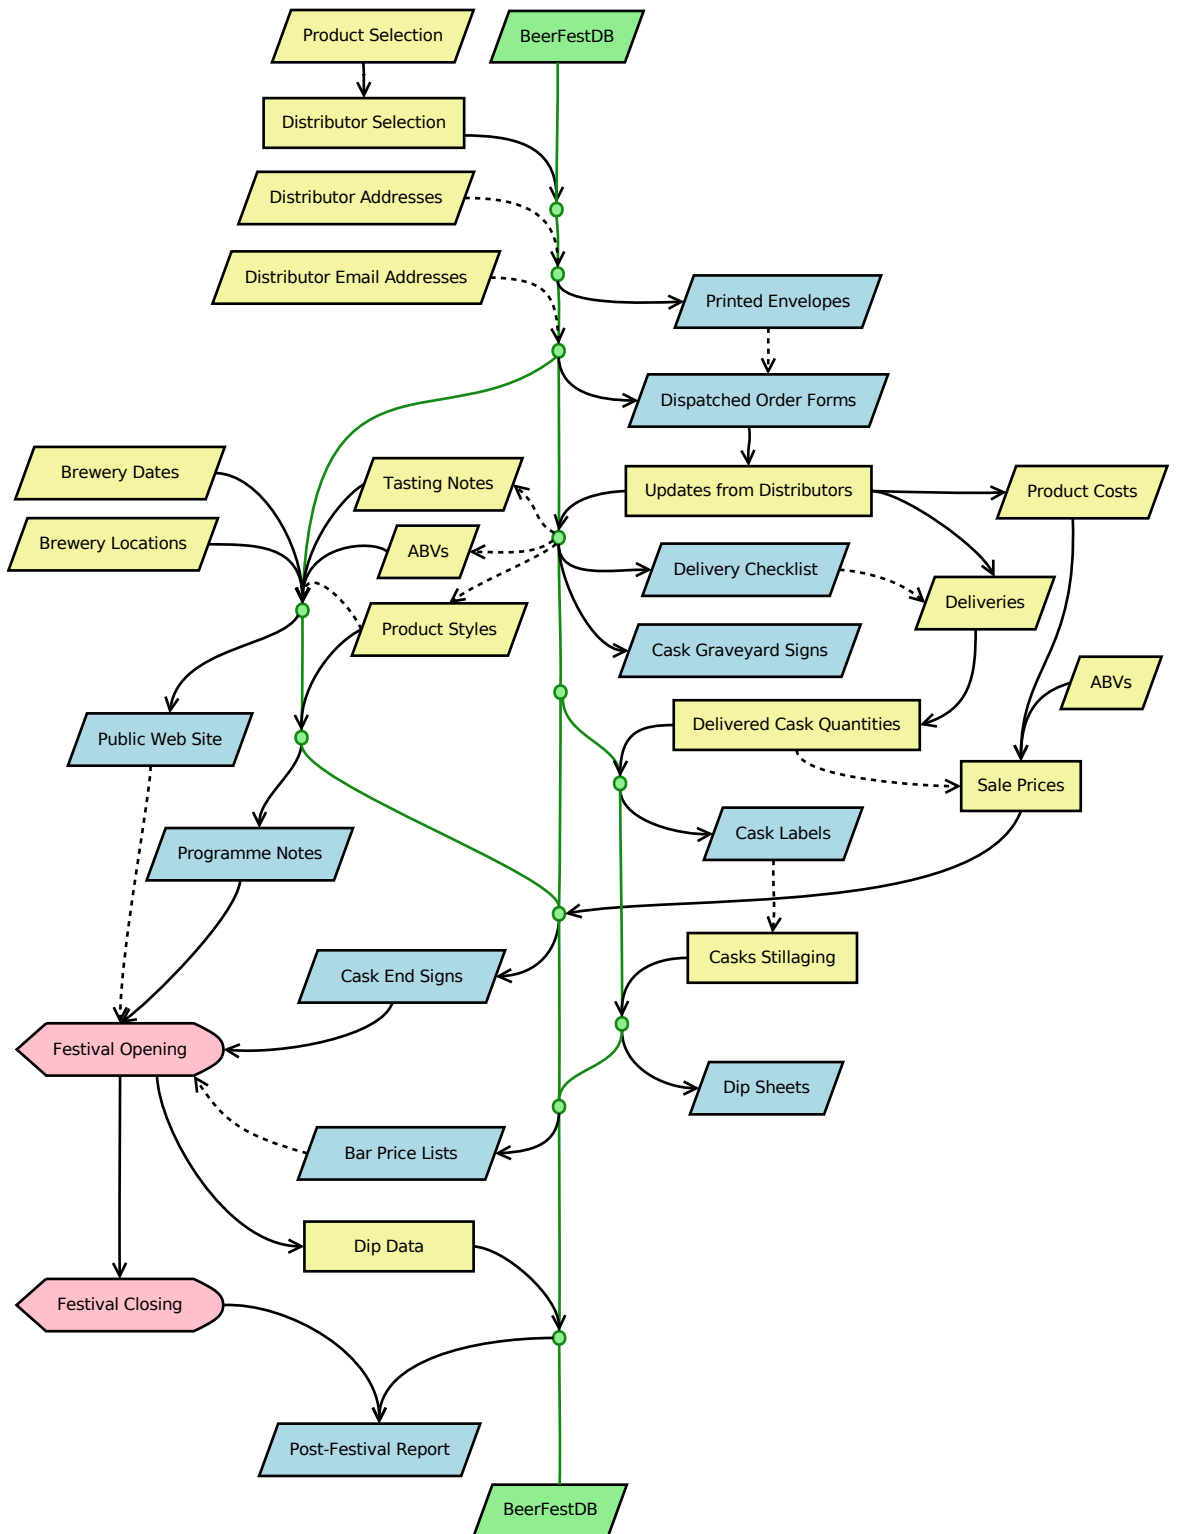 Product Selection
BeerFestDB
Distributor Selection
Distributor Addresses
Distributor Email Addresses
Printed Envelopes
Dispatched Order Forms
Brewery Dates
Tasting Notes
Updates from Distributors
Product Costs
Brewery Locations
ABVs
Delivery Checklist
Deliveries
Product Styles
Cask Graveyard Signs
ABVs
Public Web Site
Delivered Cask Quantities
Sale Prices
Programme Notes
Cask Labels
Cask End Signs
Casks Stillaging
Festival Opening
Dip Sheets
Bar Price Lists
Dip Data
Festival Closing
Post-Festival Report
BeerFestDB